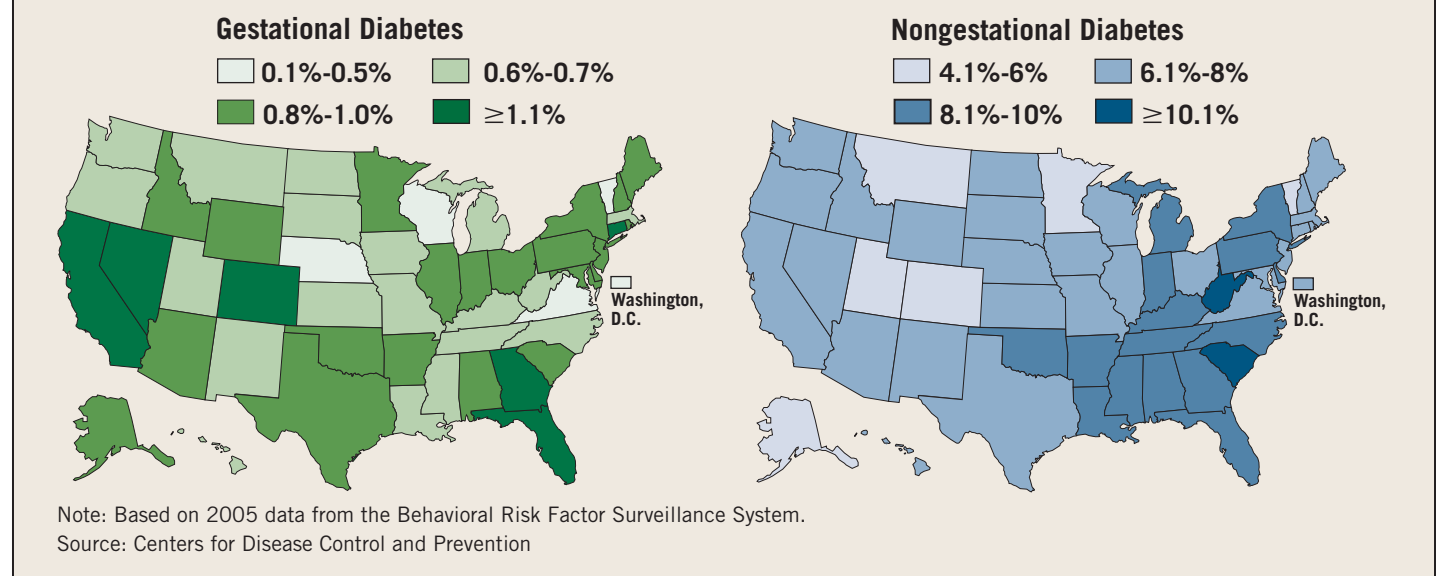 Gestational Diabetes
0.1%-0.5% 0.6%-0.7%
0.8%-1.0% ≥1.1%
Washington,
D.C.
Nongestational Diabetes
4.1%-6% 6.1%-8%
8.1%-10% ≥10.1%
Washington,
D.C.
Note: Based on 2005 data from the Behavioral Risk Factor Surveillance System.
Source: Centers for Disease Control and Prevention